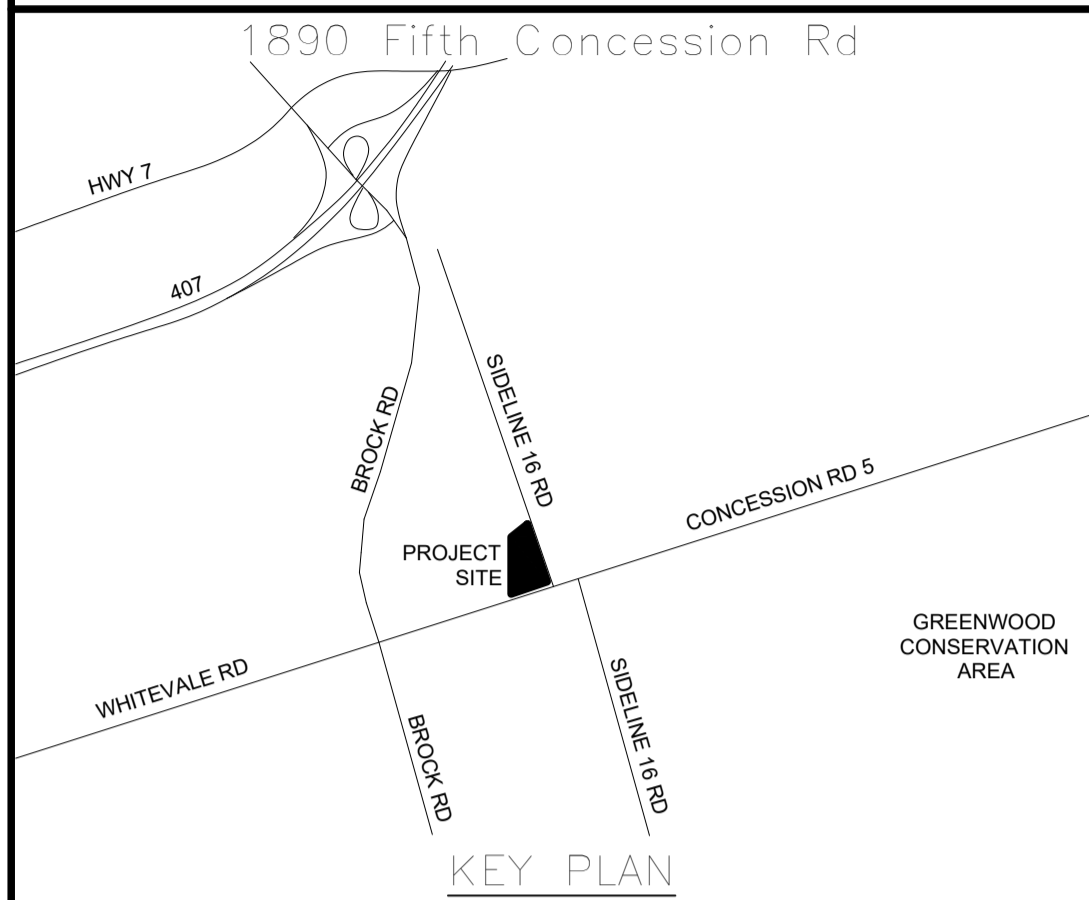 1890 Fifth Concession Rd
HWY 7
407
SIDELINE 16 RD
BROCK RD
CONCESSION RD 5
PROJECT
SITE
GREENWOOD
CONSERVATION
AREA
WHITEVALE RD
SIDELINE 16 RD
BROCK RD
KEY PLAN